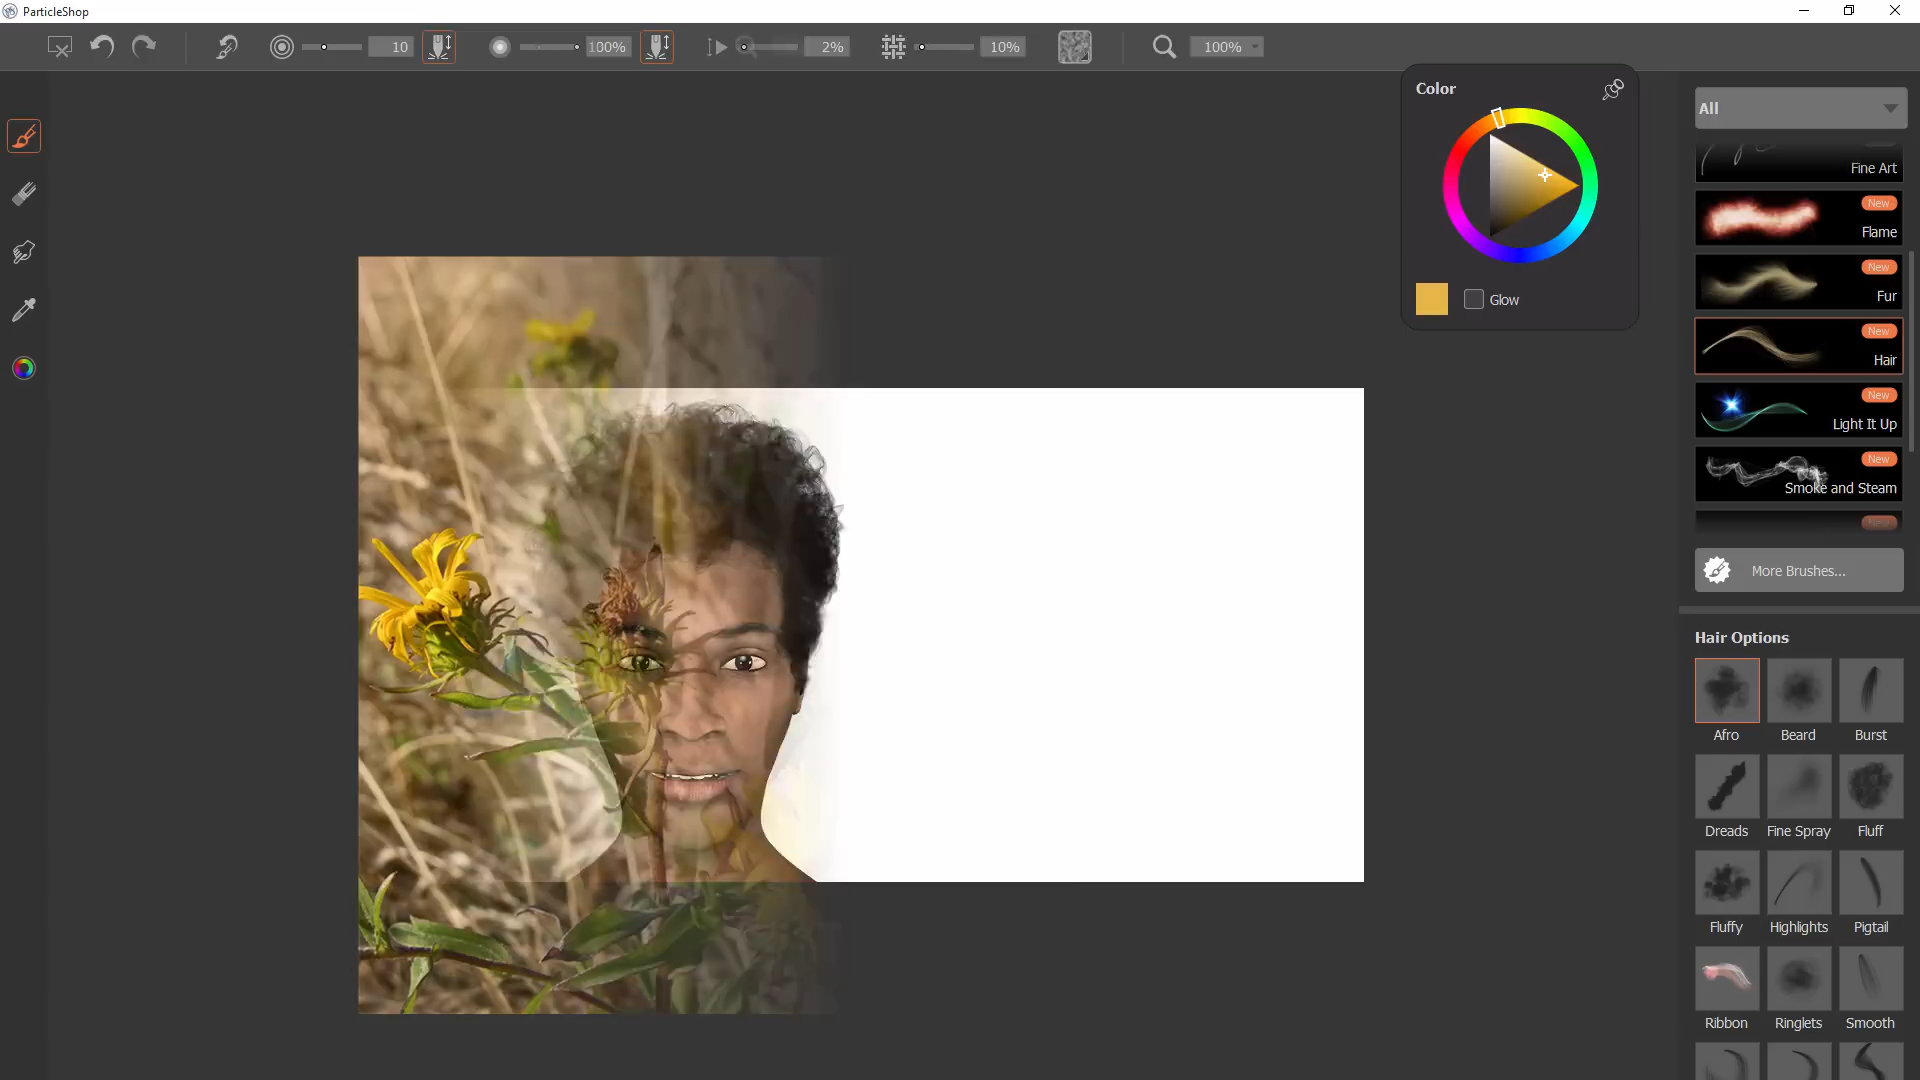 ParticleShop
10
100%
2%
10%
100%
Color
Glow
All
Fine Art
New
Flame
New
Fur
New
Hair
New
Light It Up
New
Smoke and Steam
New
More Brushes...
Hair Options
Afro
Beard
Burst
Dreads
Fine Spray
Fluff
Fluffy
Highlights
Pigtail
Ribbon
Ringlets
Smooth